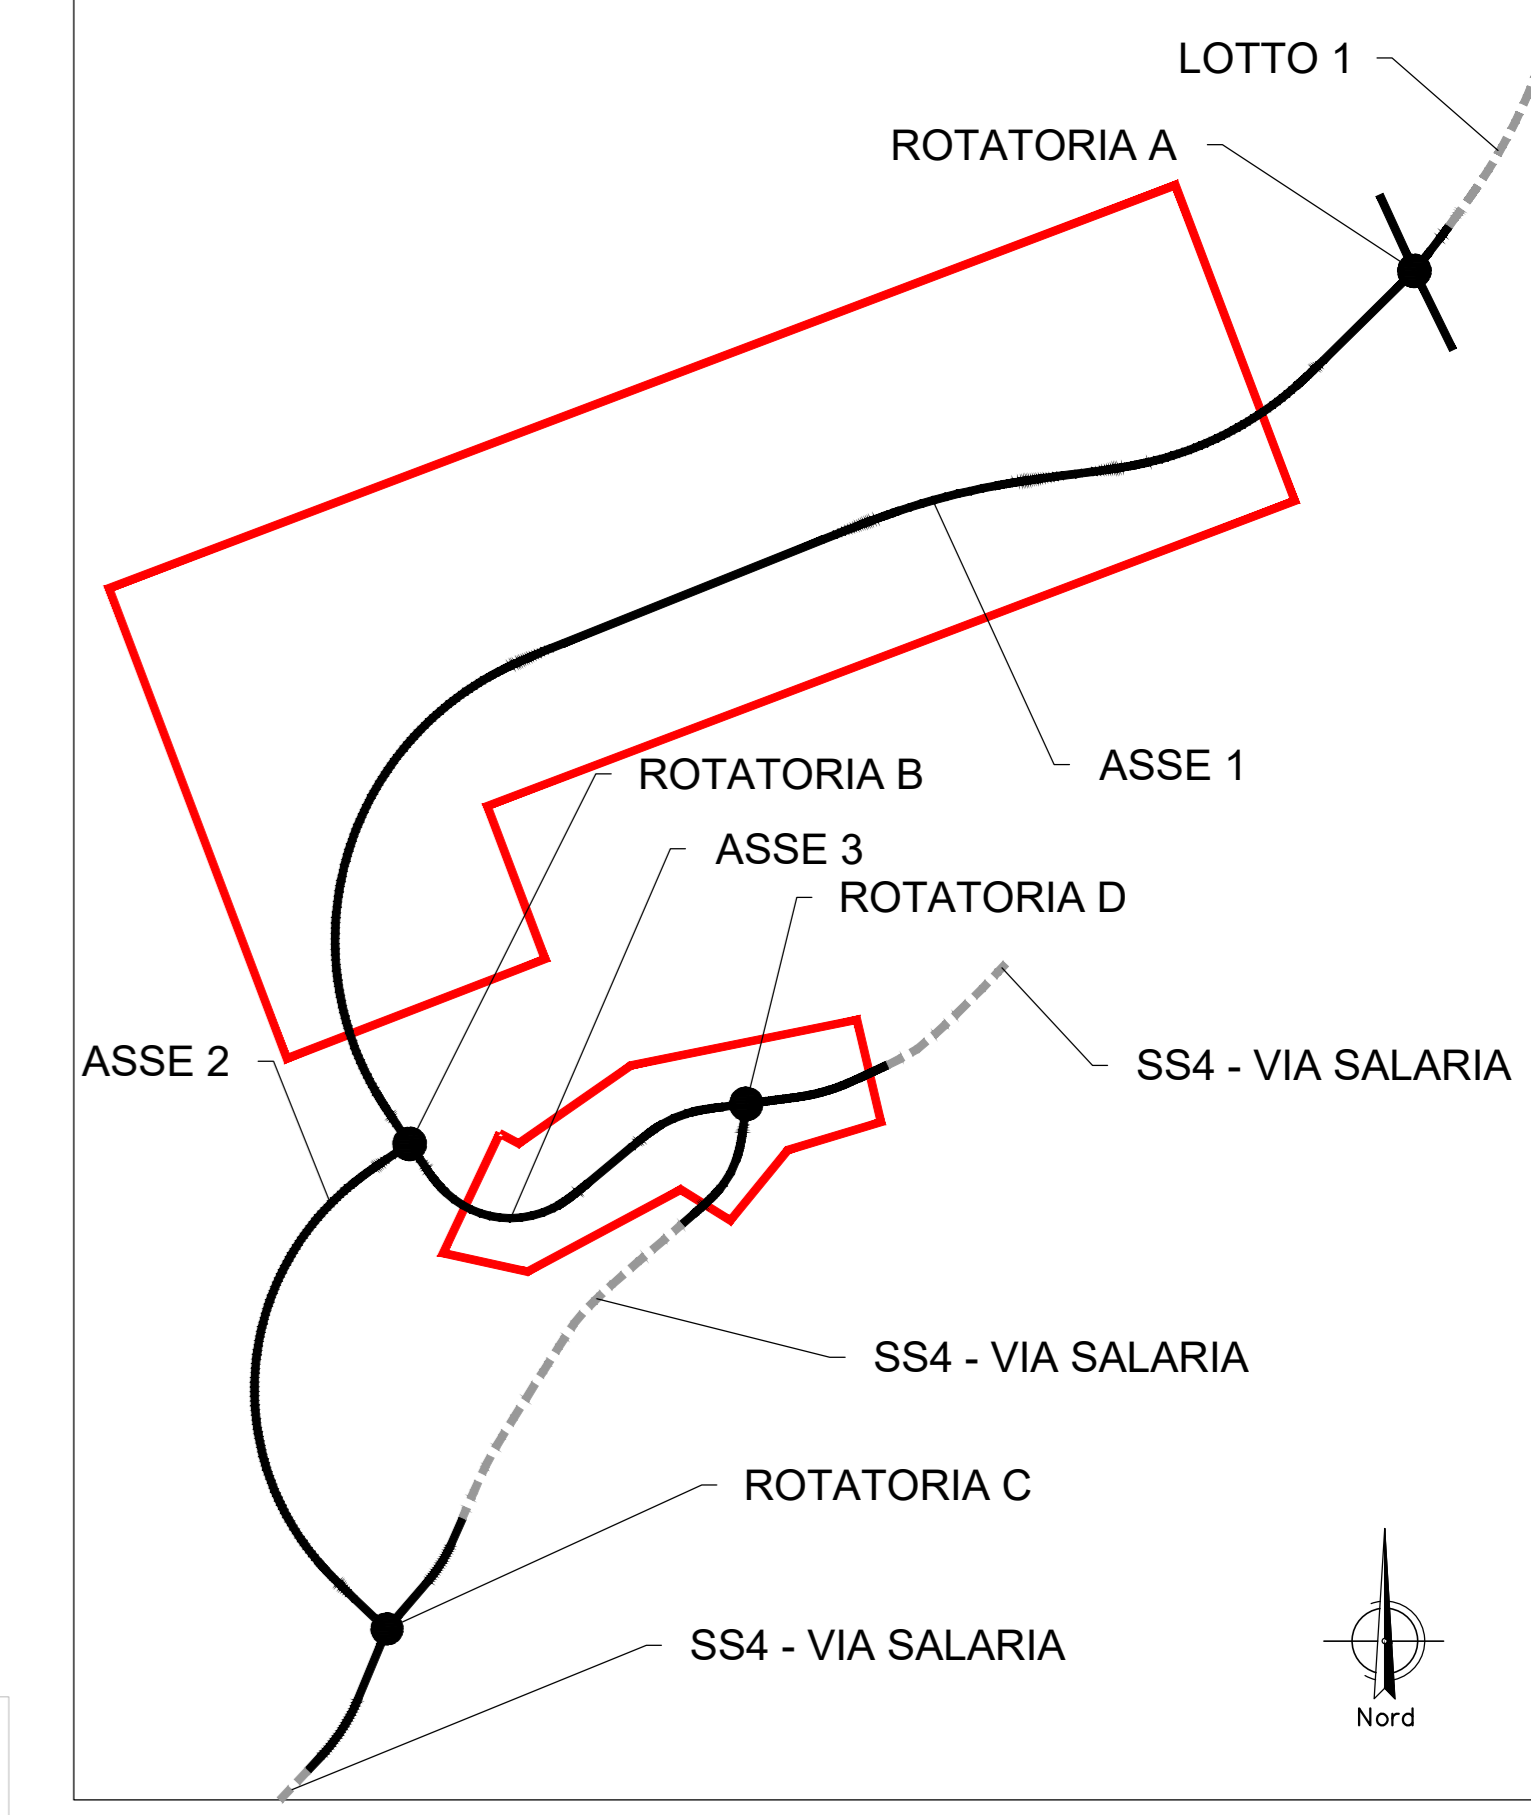 LOTTO 1
ROTATORIA A
ASSE 1
ROTATORIA B
ASSE 3
ROTATORIA D
ASSE 2
SS4 - VIA SALARIA
SS4 - VIA SALARIA
ROTATORIA C
SS4 - VIA SALARIA
Nord